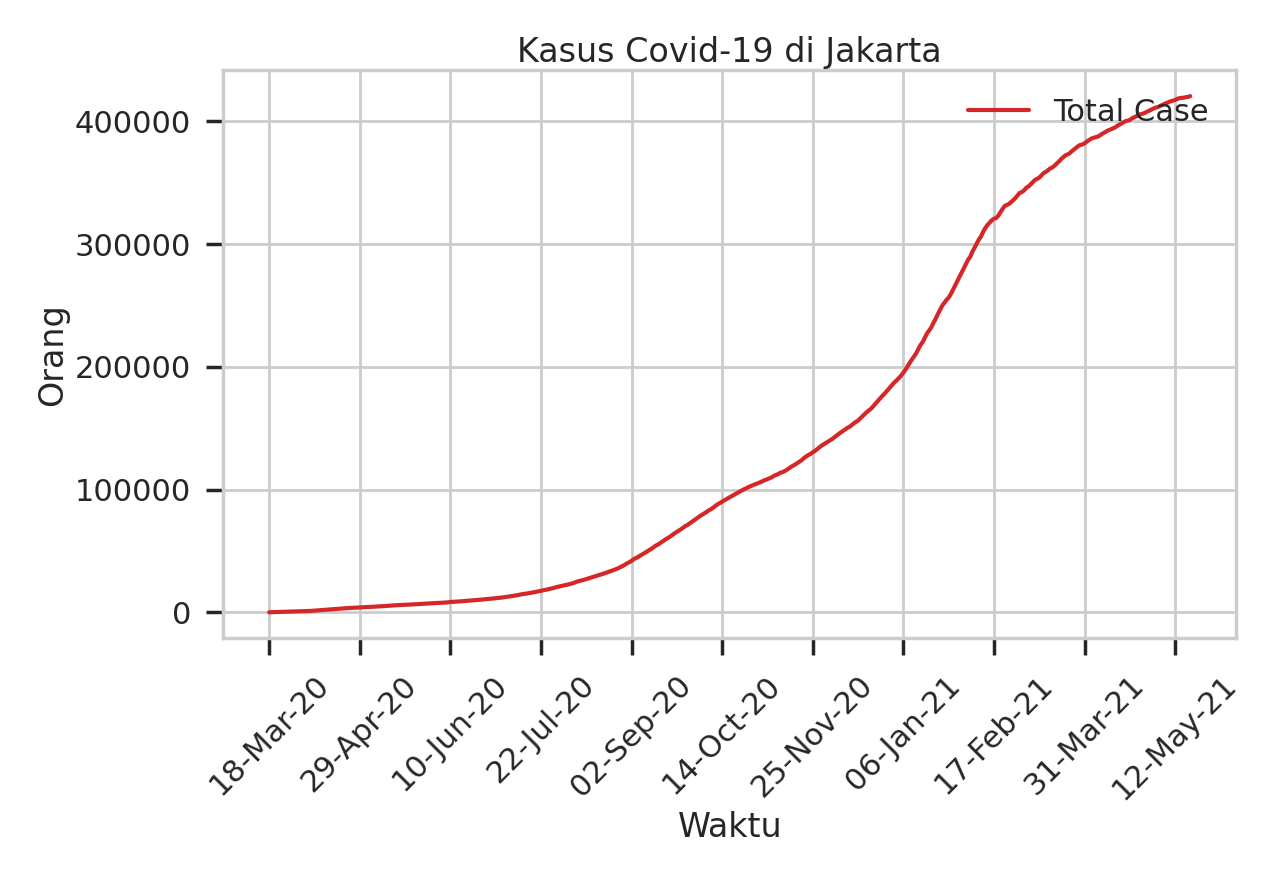 Kasus Covid-19 di Jakarta
Total Case
400000
300000
200000
100000
0
Orang
18-Mar-20
29-Apr-20
10-Jun-20
22-Jul-20
02-Sep-20
14-Oct-20
25-Nov-20
06-Jan-21
17-Feb-21
31-Mar-21
12-May-21
Waktu